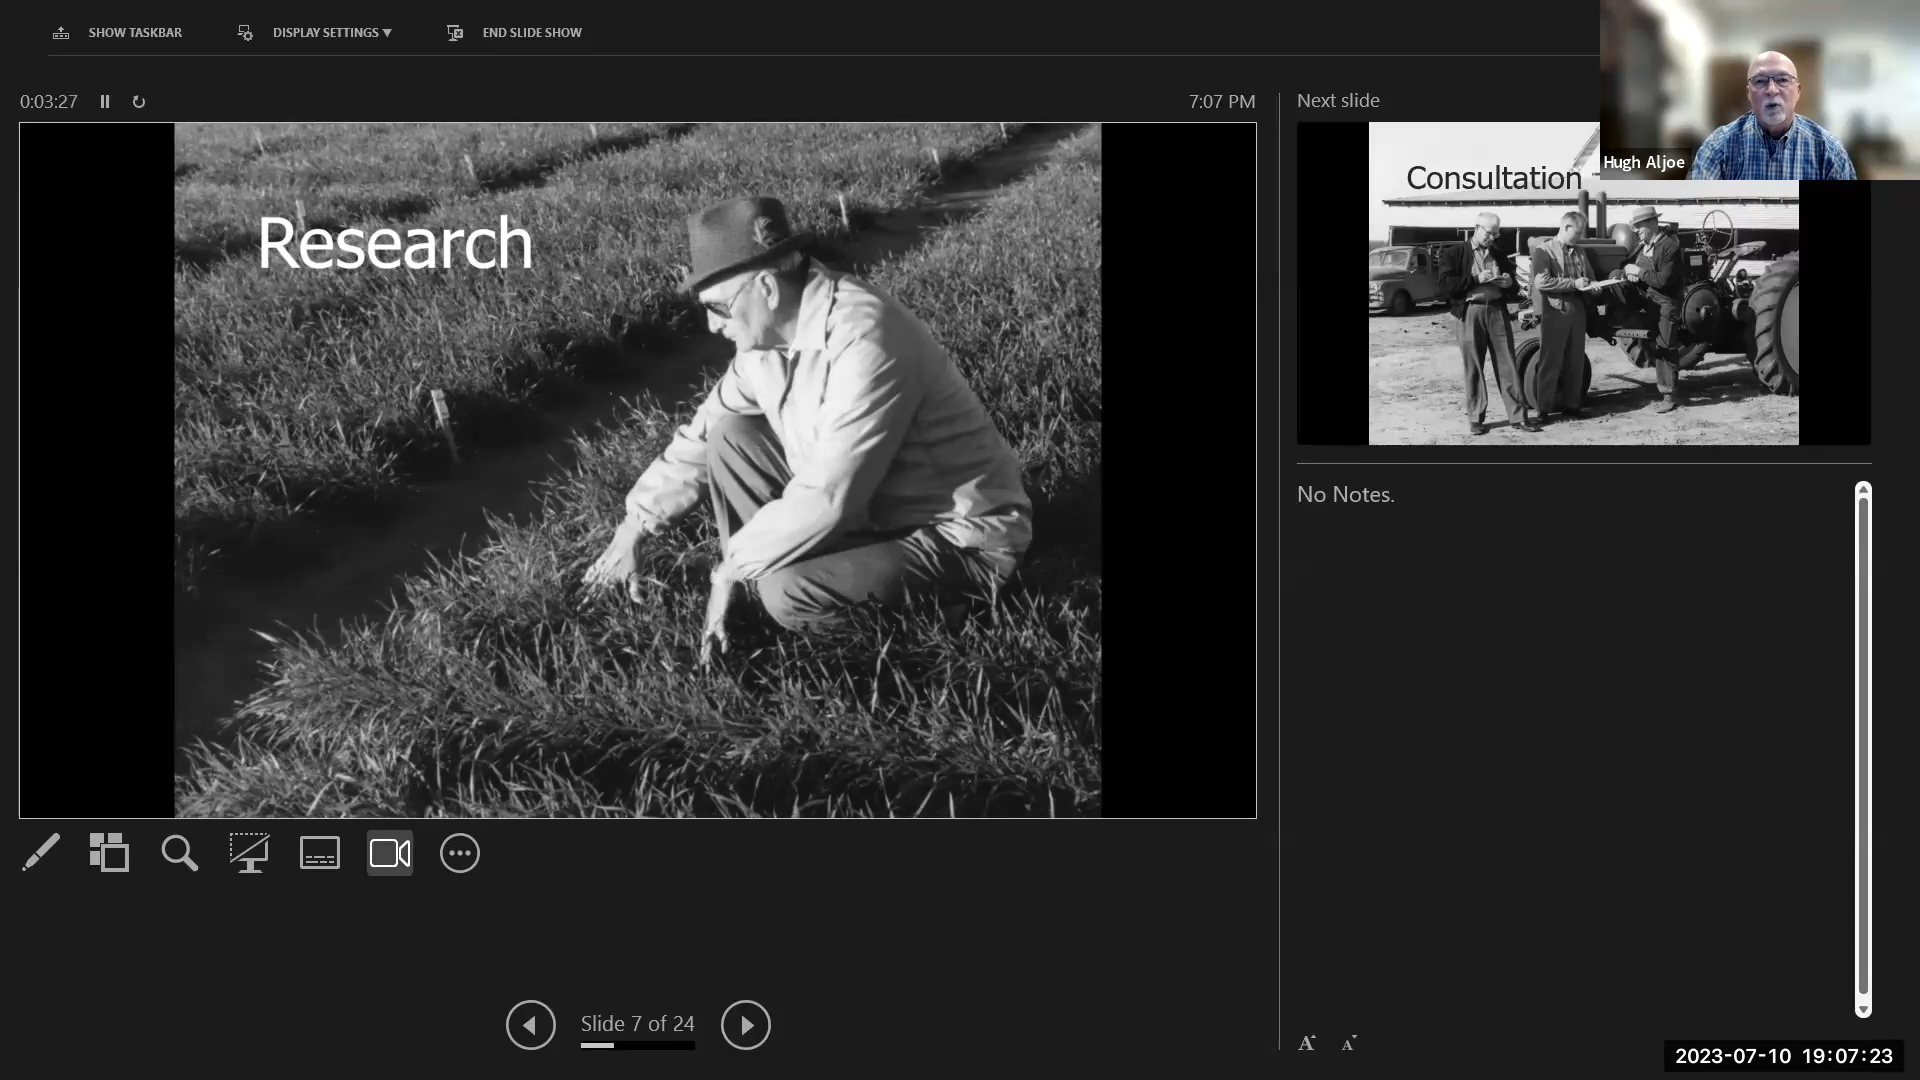 SHOW TASKBAR
DISPLAY SETTINGS ▼
END SLIDE SHOW
0:03:27
7:07 PM
Next slide
Research
Consultation
Hugh Aljoe
No Notes.
Slide 7 of 24
A A
2023-07-10 19:07:23